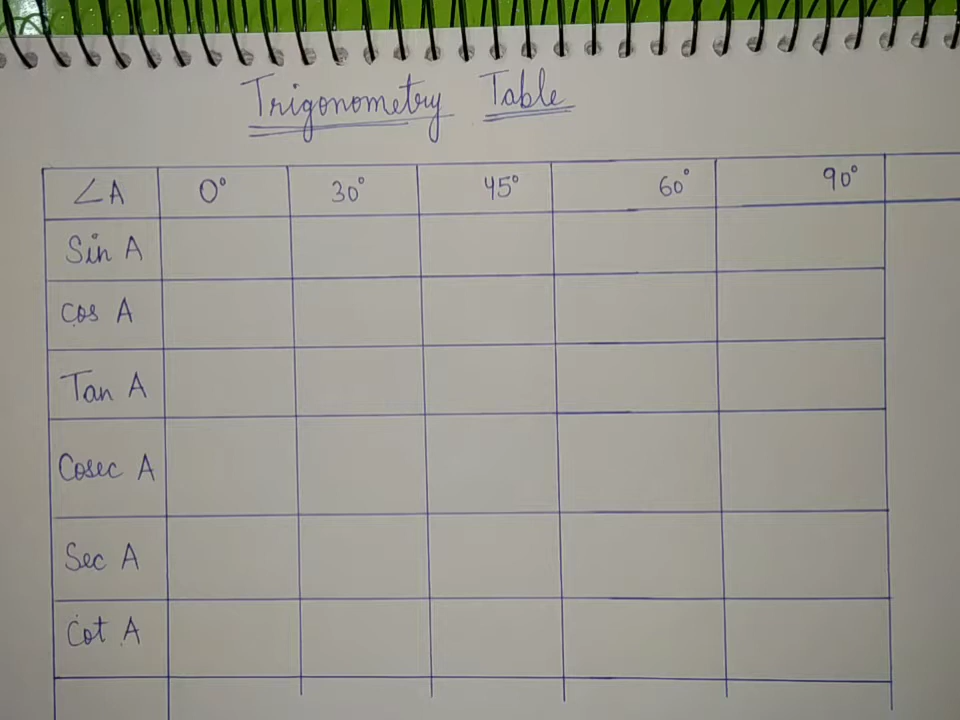 Trigonometry Table
∠A 0° 30° 45° 60° 90°
Sin A
Cos A
Tan A
Cosec A
Sec A
Cot A